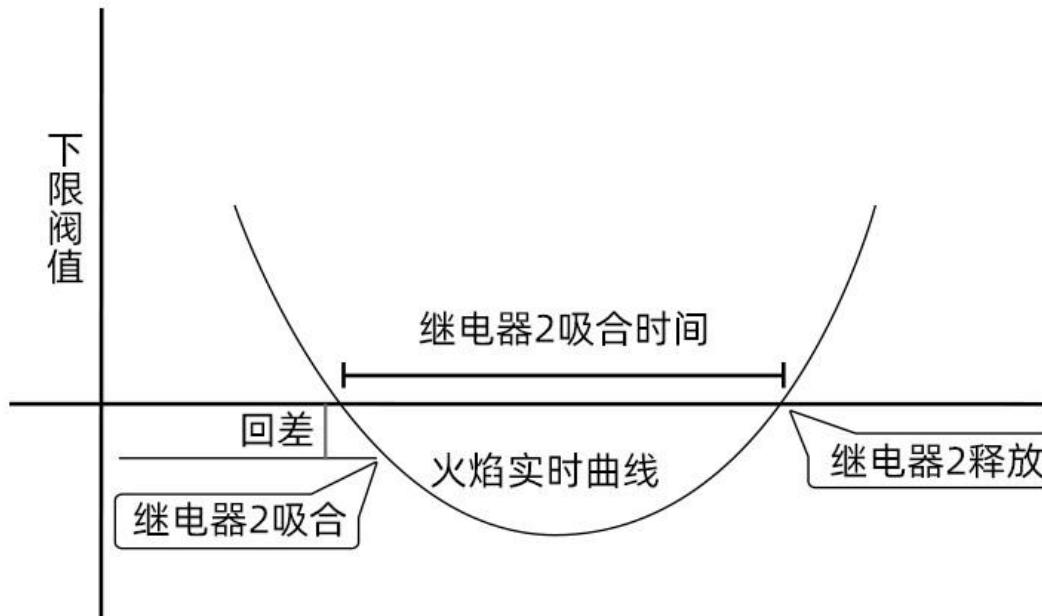 下限阀值
继电器2吸合时间
回差
火焰实时曲线
继电器2释放
继电器2吸合